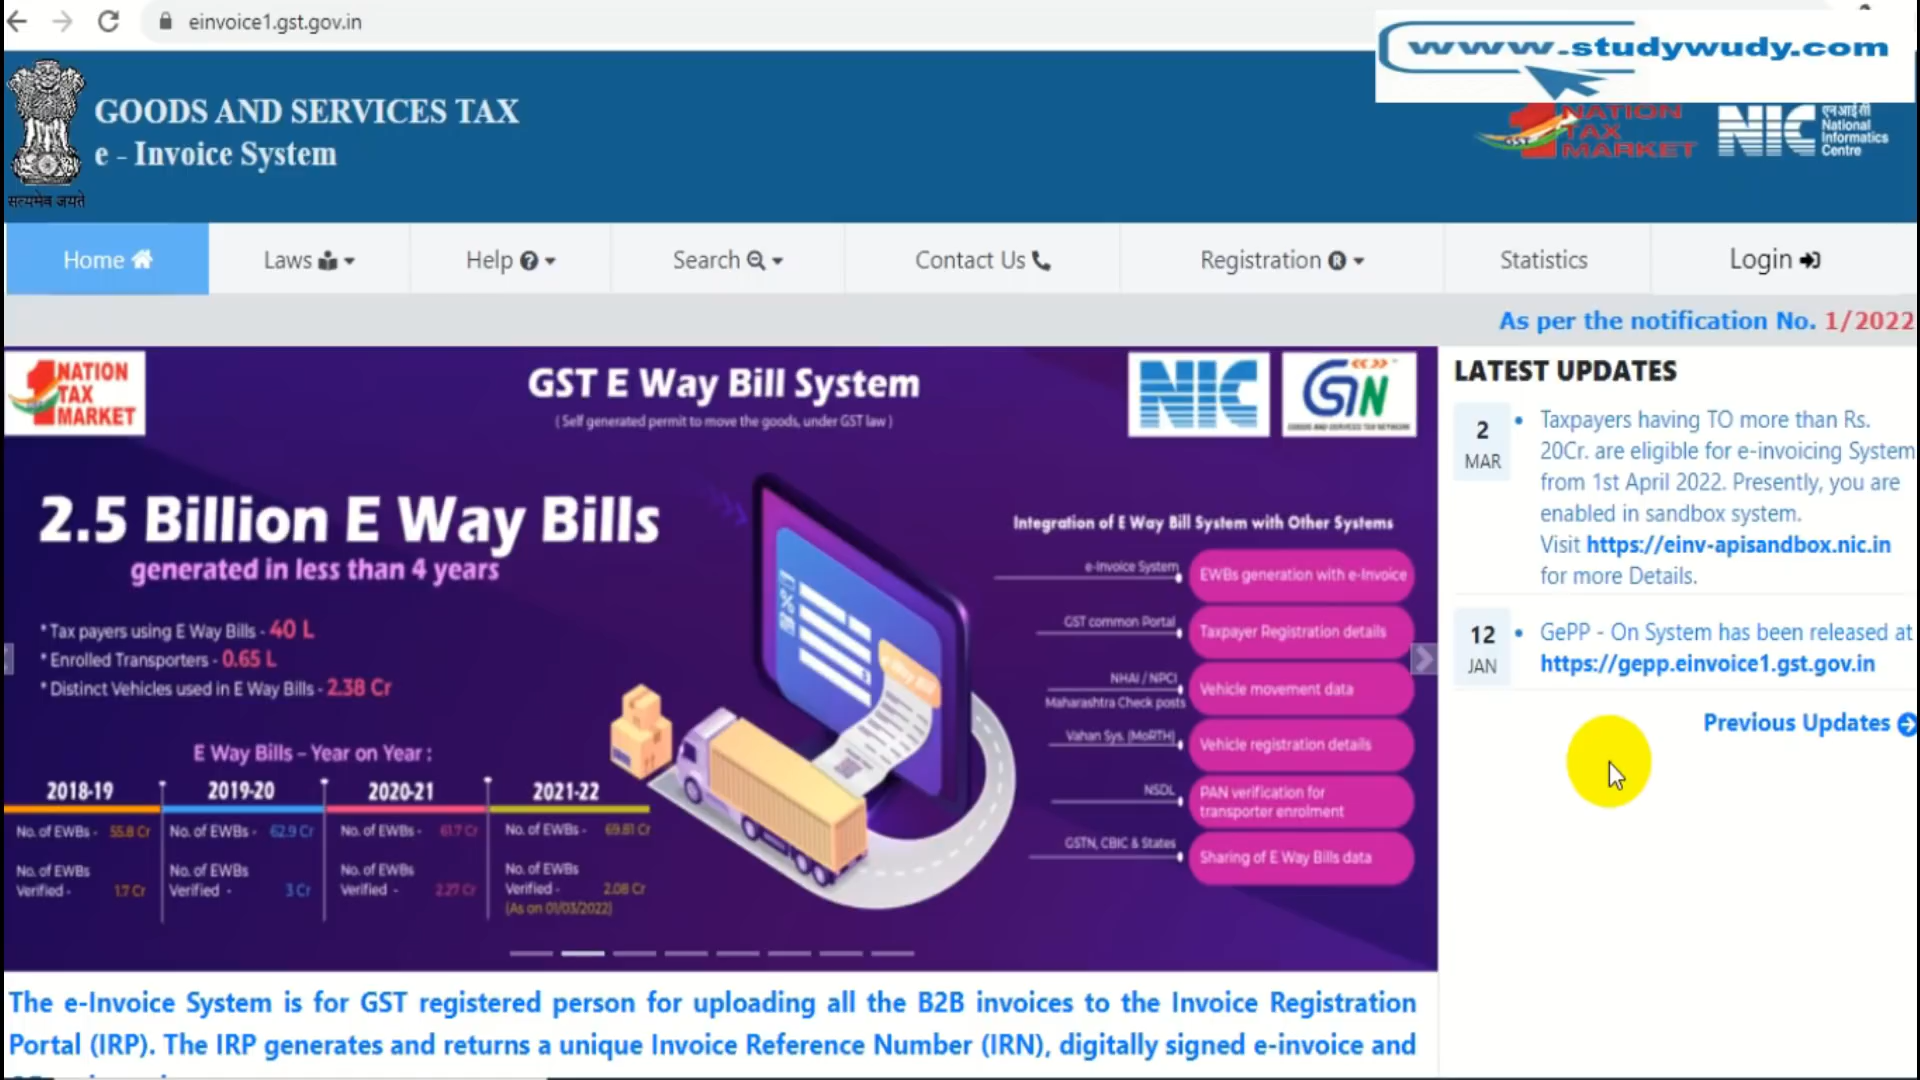 einvoice1.gst.gov.in
www.studywudy.com
सत्यमेव जयते
GOODS AND SERVICES TAX
e - Invoice System
GST
NATION
TAX
MARKET
NIC
एन आई सी
National
Informatics
Centre
Home
Laws
Help
Search
Contact Us
Registration
Statistics
Login
As per the notification No. 1/2022
1 NATION
TAX
MARKET
GST E Way Bill System
( Self generated permit to move the goods, under GST law )
NIC
GSTN
GOODS AND SERVICES TAX NETWORK
2.5 Billion E Way Bills
generated in less than 4 years
* Tax payers using E Way Bills - 40 L
* Enrolled Transporters - 0.65 L
* Distinct Vehicles used in E Way Bills - 2.38 Cr
E Way Bills – Year on Year :
2018-19
No. of EWBs - 55.8 Cr
No. of EWBs
Verified - 1.7 Cr
2019-20
No. of EWBs - 62.9 Cr
No. of EWBs
Verified - 3 Cr
2020-21
No. of EWBs - 61.7 Cr
No. of EWBs
Verified - 2.27 Cr
2021-22
No. of EWBs - 69.81 Cr
No. of EWBs
Verified - 2.08 Cr
(As on 01/03/2022)
Integration of E Way Bill System with Other Systems
e-Invoice System
EWBs generation with e-Invoice
GST common Portal
Taxpayer Registration details
NHAI / NPCI
Maharashtra Check posts
Vehicle movement data
Vahan Sys. (MoRTH)
Vehicle registration details
NSDL
PAN verification for
transporter enrolment
GSTN, CBIC & States
Sharing of E Way Bills data
LATEST UPDATES
2
MAR
Taxpayers having TO more than Rs.
20Cr. are eligible for e-invoicing System
from 1st April 2022. Presently, you are
enabled in sandbox system.
Visit https://einv-apisandbox.nic.in
for more Details.
12
JAN
GePP - On System has been released at
https://gepp.einvoice1.gst.gov.in
Previous Updates
The e-Invoice System is for GST registered person for uploading all the B2B invoices to the Invoice Registration
Portal (IRP). The IRP generates and returns a unique Invoice Reference Number (IRN), digitally signed e-invoice and